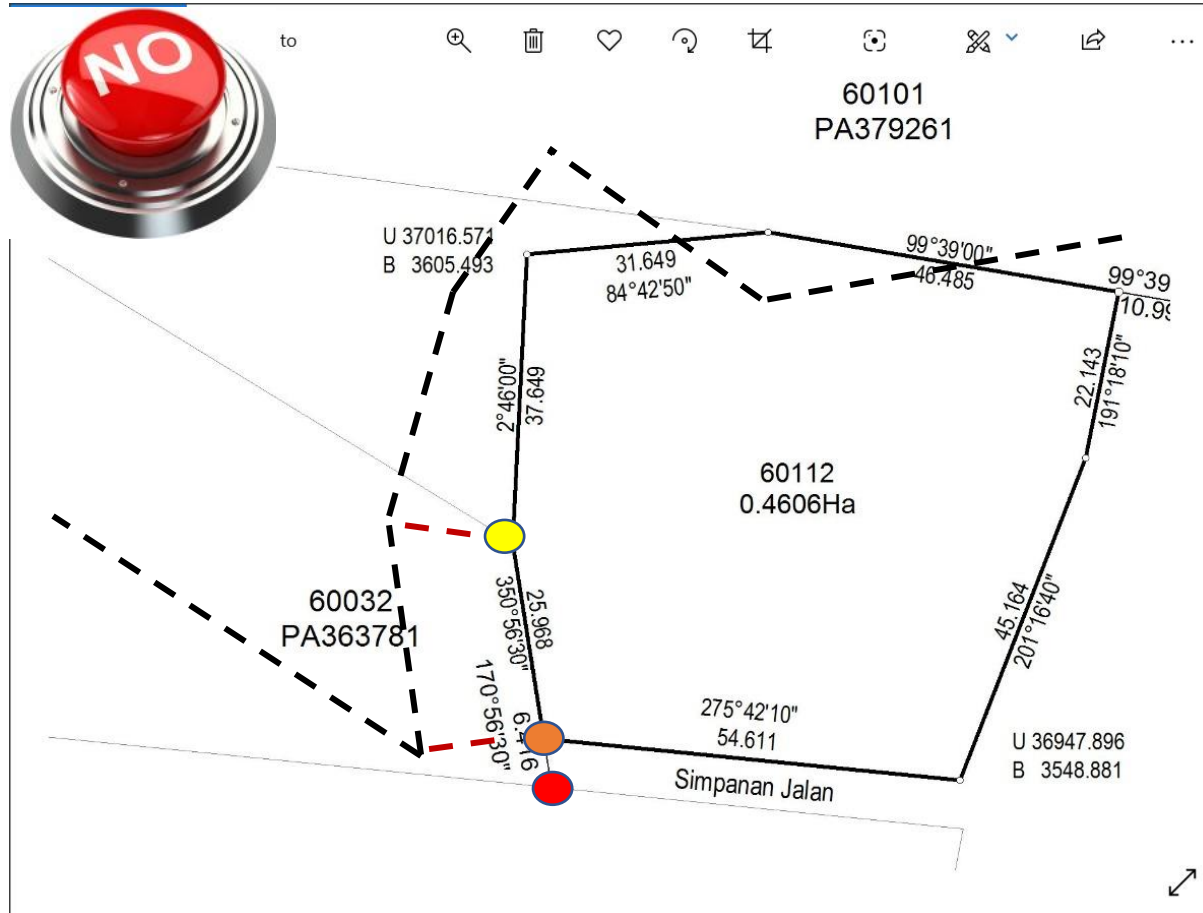 NO
to
...
60101
PA379261
U 37016.571
B 3605.493
31.649
84°42'50"
99°39'00"
46.485
99°39
10.99
2°46'00"
37.649
22.143
191°18'10"
60112
0.4606Ha
60032
PA363781
25.968
350°56'30"
45.164
201°16'40"
170°56'30"
275°42'10"
54.611
U 36947.896
B 3548.881
Simpanan Jalan